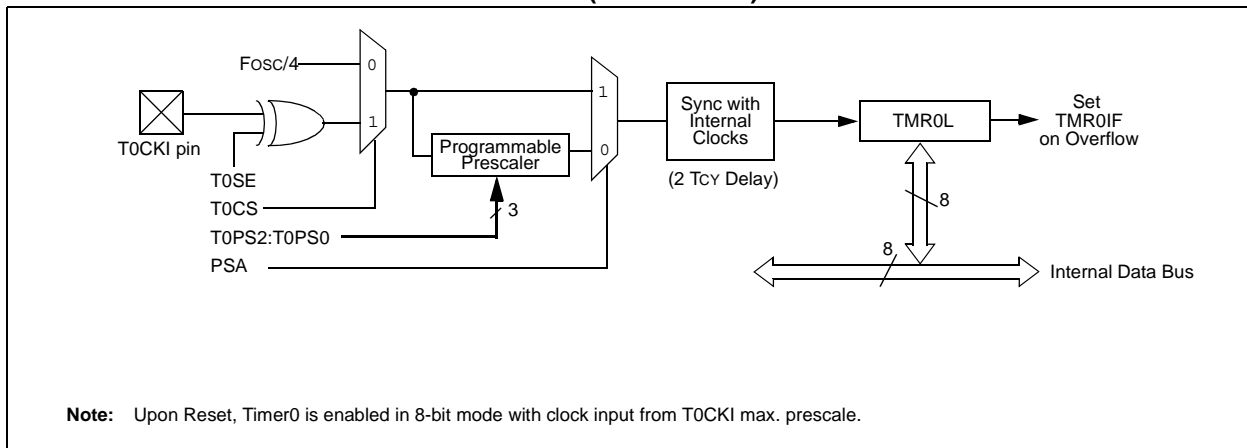 FOSC/4
0
1
T0CKI pin
T0SE
T0CS
T0PS2:T0PS0
PSA
Programmable
Prescaler
3
1
0
Sync with
Internal
Clocks
(2 TCY Delay)
TMR0L
Set
TMR0IF
on Overflow
8
8
Internal Data Bus
Note: Upon Reset, Timer0 is enabled in 8-bit mode with clock input from T0CKI max. prescale.